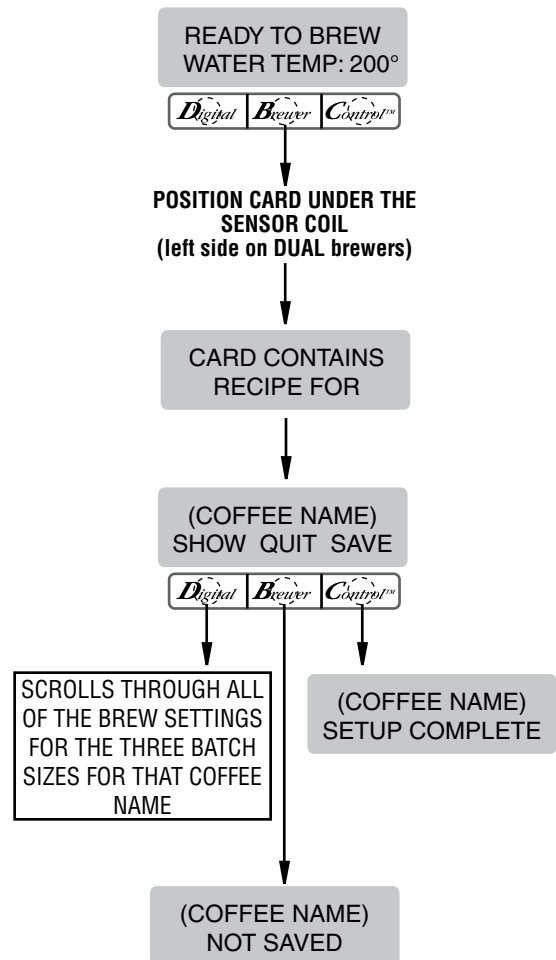 READY TO BREW
WATER TEMP: 200°
Digital Brewer Control™
POSITION CARD UNDER THE
SENSOR COIL
(left side on DUAL brewers)
CARD CONTAINS
RECIPE FOR
(COFFEE NAME)
SHOW QUIT SAVE
Digital Brewer Control™
SCROLLS THROUGH ALL
OF THE BREW SETTINGS
FOR THE THREE BATCH
SIZES FOR THAT COFFEE
NAME
(COFFEE NAME)
SETUP COMPLETE
(COFFEE NAME)
NOT SAVED